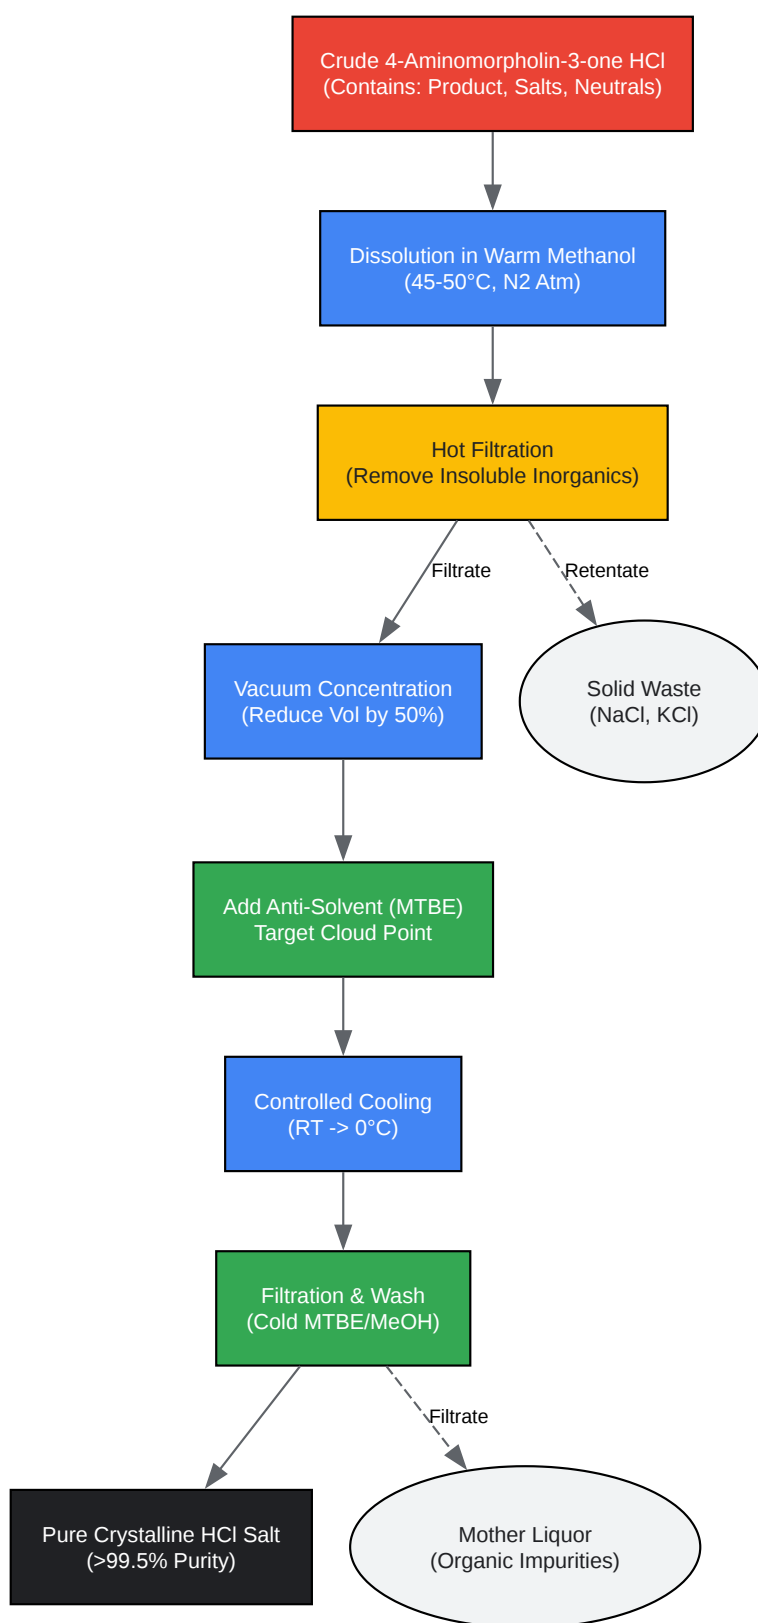 Crude 4-Aminomorpholin-3-one HCl
(Contains: Product, Salts, Neutrals)
Dissolution in Warm Methanol
(45-50°C, N2 Atm)
Hot Filtration
(Remove Insoluble Inorganics)
Filtrate
Retentate
Vacuum Concentration
(Reduce Vol by 50%)
Solid Waste
(NaCl, KCl)
Add Anti-Solvent (MTBE)
Target Cloud Point
Controlled Cooling
(RT -> 0°C)
Filtration & Wash
(Cold MTBE/MeOH)
Filtrate
Pure Crystalline HCl Salt
(>99.5% Purity)
Mother Liquor
(Organic Impurities)